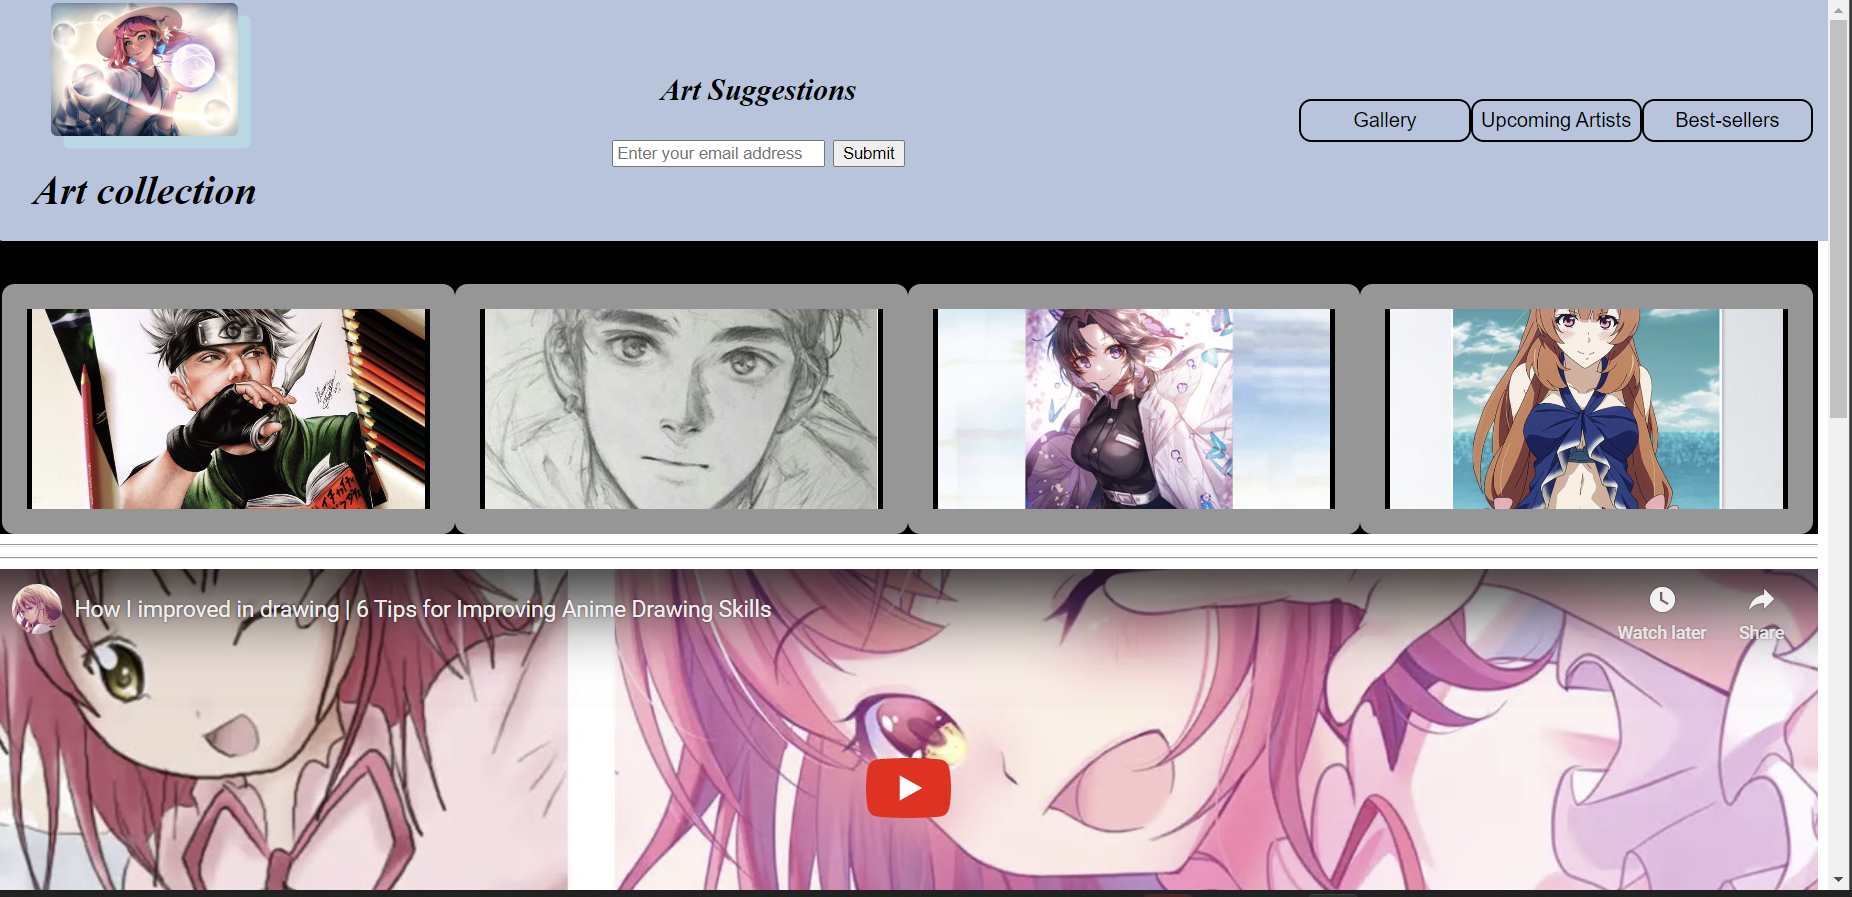 Art collection
Art Suggestions
Enter your email address
Submit
Gallery
Upcoming Artists
Best-sellers
How I improved in drawing | 6 Tips for Improving Anime Drawing Skills
Watch later
Share